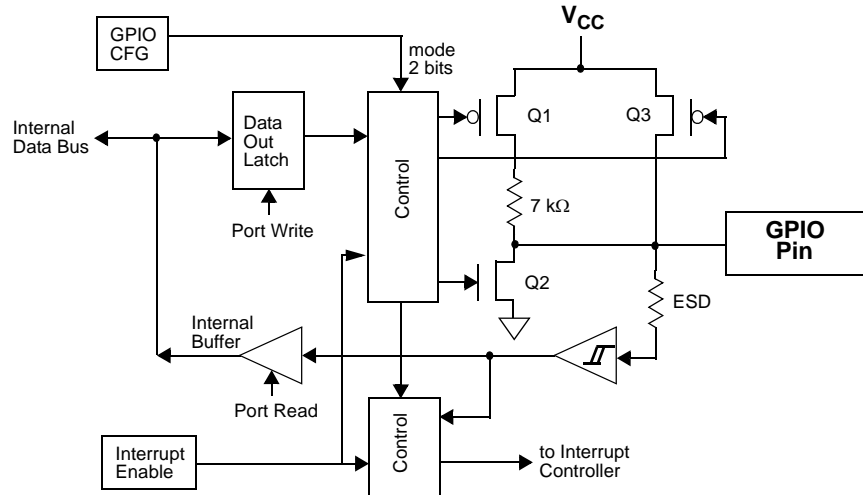 GPIO
CFG
mode
2 bits
VCC
Q1
Q3
Internal
Data Bus
Data
Out
Latch
Control
7 kΩ
Port Write
GPIO
Pin
Q2
ESD
Internal
Buffer
Port Read
Interrupt
Enable
Control
to Interrupt
Controller